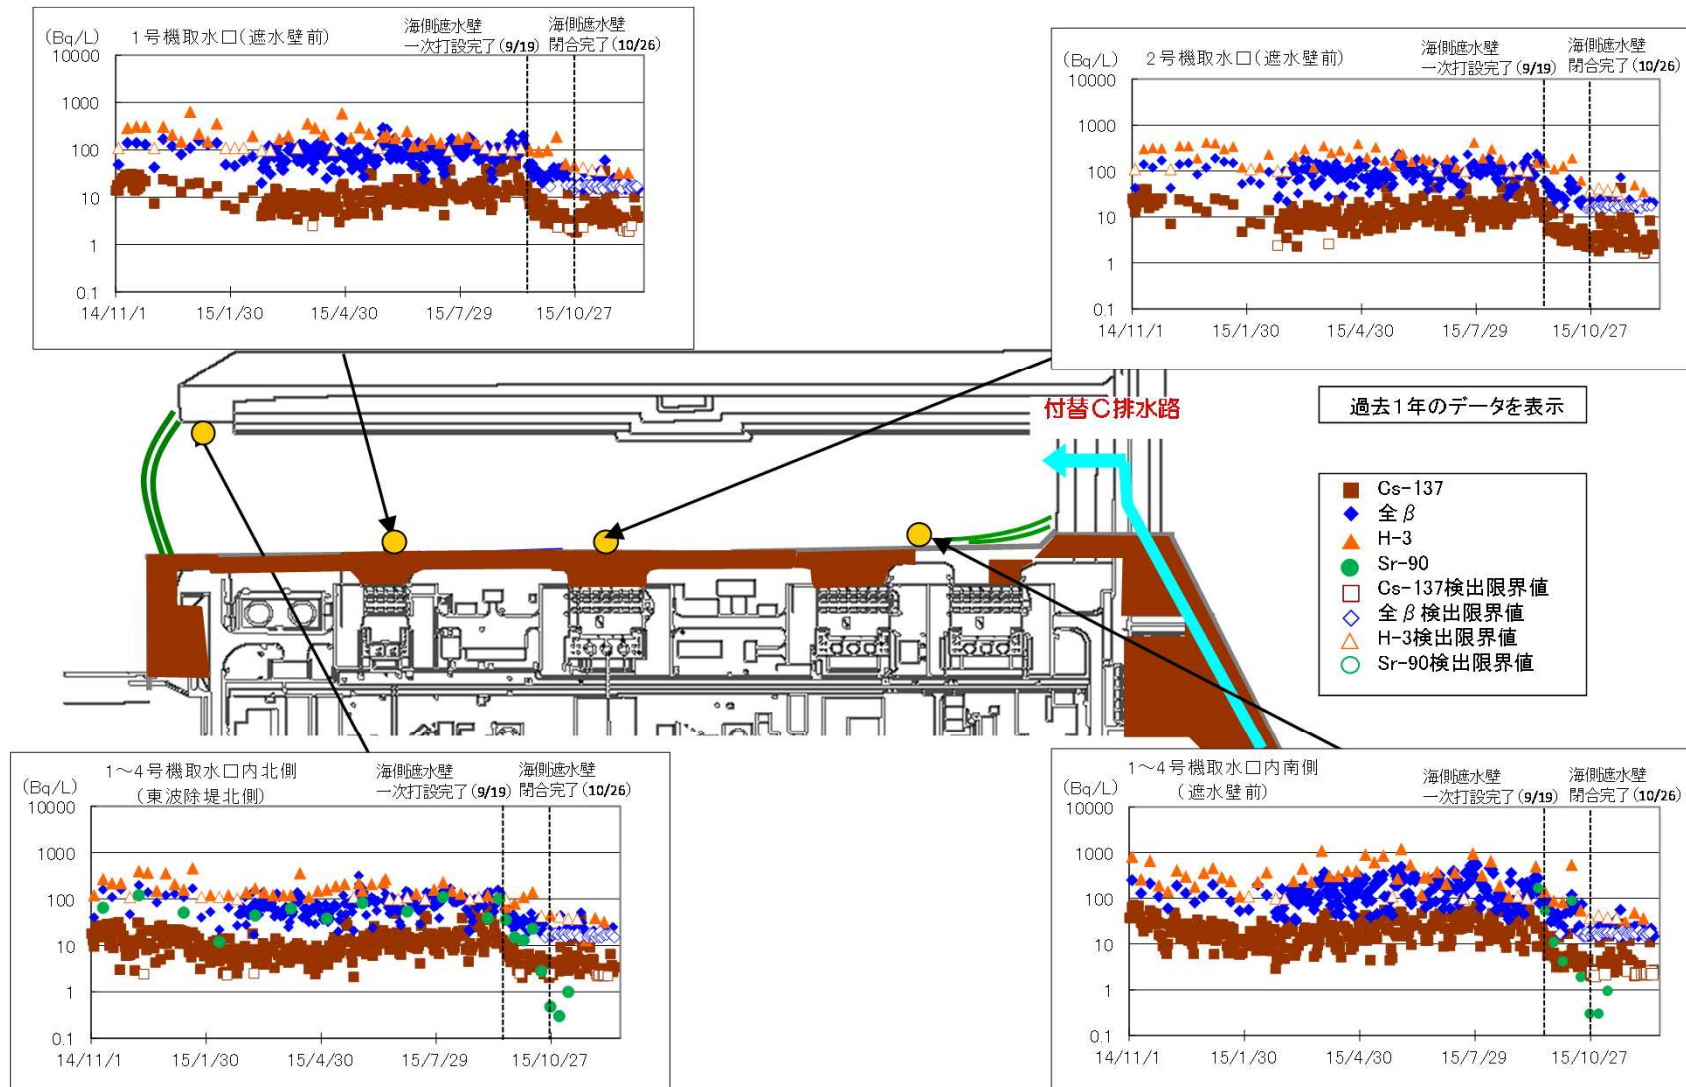 1号機取水口(遮水壁前)
海側遮水壁
一次打設完了(9/19)
海側遮水壁
閉合完了(10/26)
(Bq/L)
10000
1000
100
10
1
0.1
14/11/1
15/1/30
15/4/30
15/7/29
15/10/27
2号機取水口(遮水壁前)
海側遮水壁
一次打設完了(9/19)
海側遮水壁
閉合完了(10/26)
(Bq/L)
10000
1000
100
10
1
0.1
14/11/1
15/1/30
15/4/30
15/7/29
15/10/27
付替C排水路
過去1年のデータを表示
Cs-137
全β
H-3
Sr-90
Cs-137検出限界値
全β検出限界値
H-3検出限界値
Sr-90検出限界値
1~4号機取水口内北側
(東波除堤北側)
海側遮水壁
一次打設完了(9/19)
海側遮水壁
閉合完了(10/26)
(Bq/L)
10000
1000
100
10
1
0.1
14/11/1
15/1/30
15/4/30
15/7/29
15/10/27
1~4号機取水口内南側
(遮水壁前)
海側遮水壁
一次打設完了(9/19)
海側遮水壁
閉合完了(10/26)
(Bq/L)
10000
1000
100
10
1
0.1
14/11/1
15/1/30
15/4/30
15/7/29
15/10/27